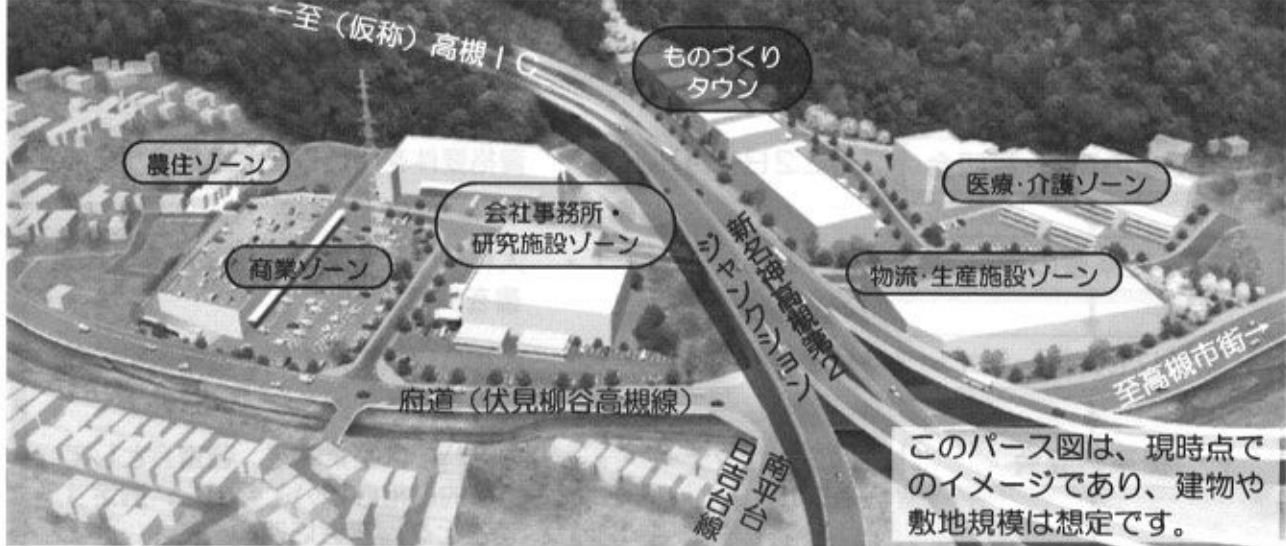 ←至（仮称）高槻ＩＣ
ものづくり
タウン
農住ゾーン
医療・介護ゾーン
会社事務所・
研究施設ゾーン
商業ゾーン
物流・生産施設ゾーン
新名神高槻第2
ジャンクション
至高槻市街→
府道（伏見柳谷高槻線）
南平台
日吉台線
このパース図は、現時点で
のイメージであり、建物や
敷地規模は想定です。